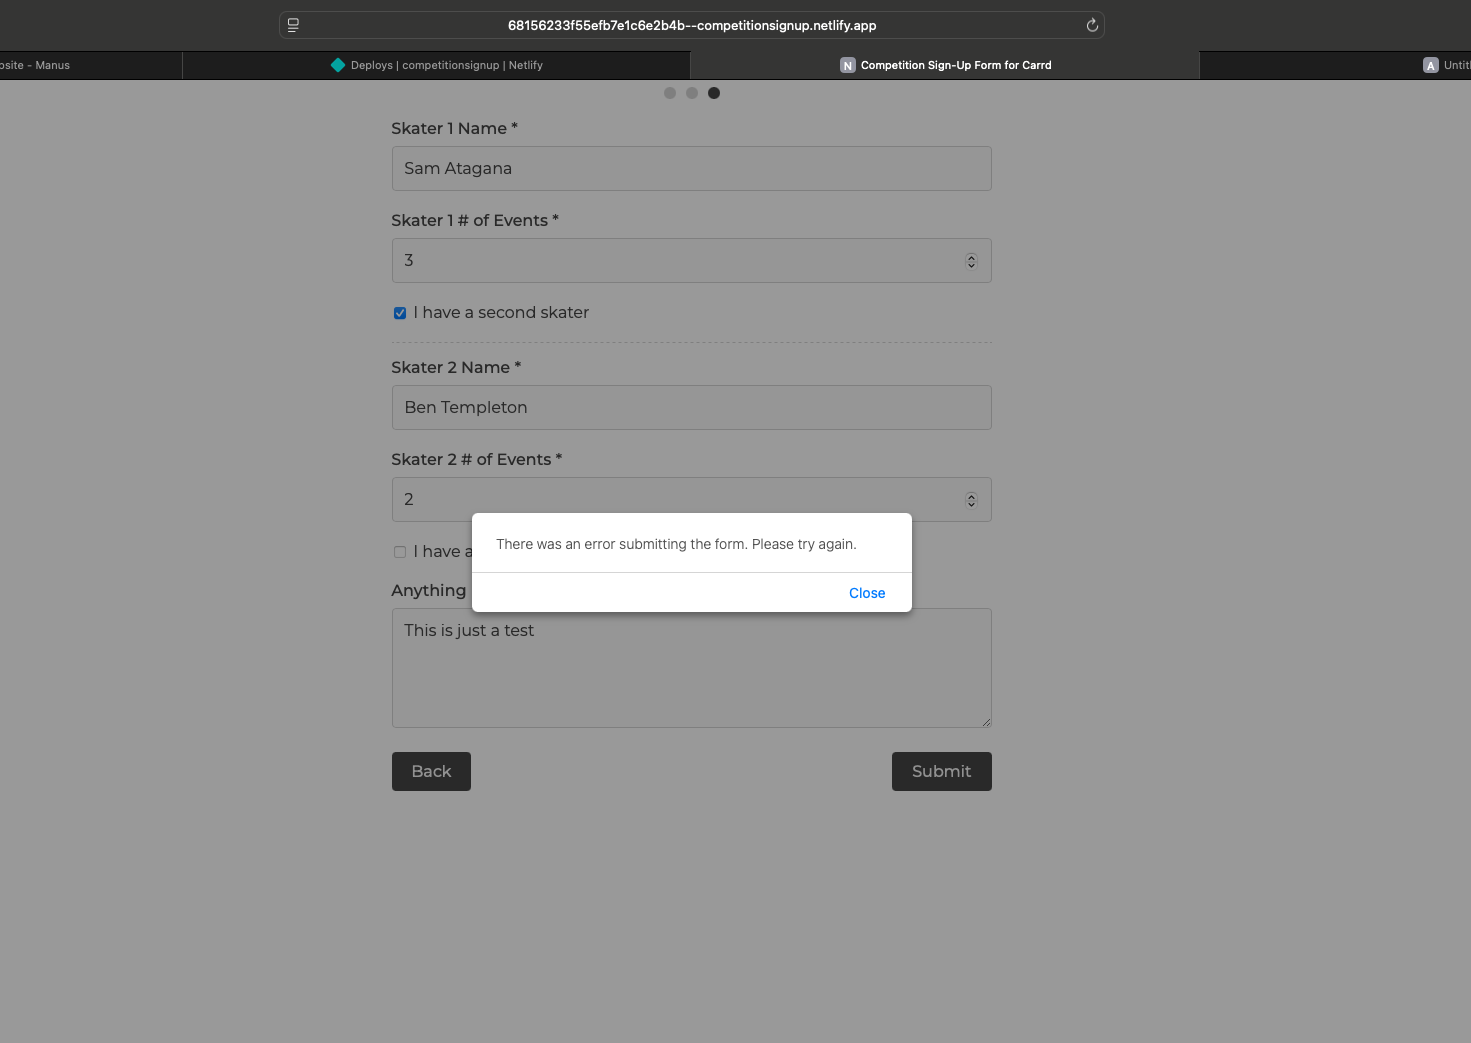 68156233f55efb7e1c6e2b4b--competitionsignup.netlify.app
- Manus
Deploys | competitionsignup | Netlify
N Competition Sign-Up Form for Carrd
A
Skater 1 Name *
Sam Atagana
Skater 1 # of Events *
3
I have a second skater
Skater 2 Name *
Ben Templeton
Skater 2 # of Events *
2
I have a
There was an error submitting the form. Please try again.
Close
Anything
This is just a test
Back
Submit